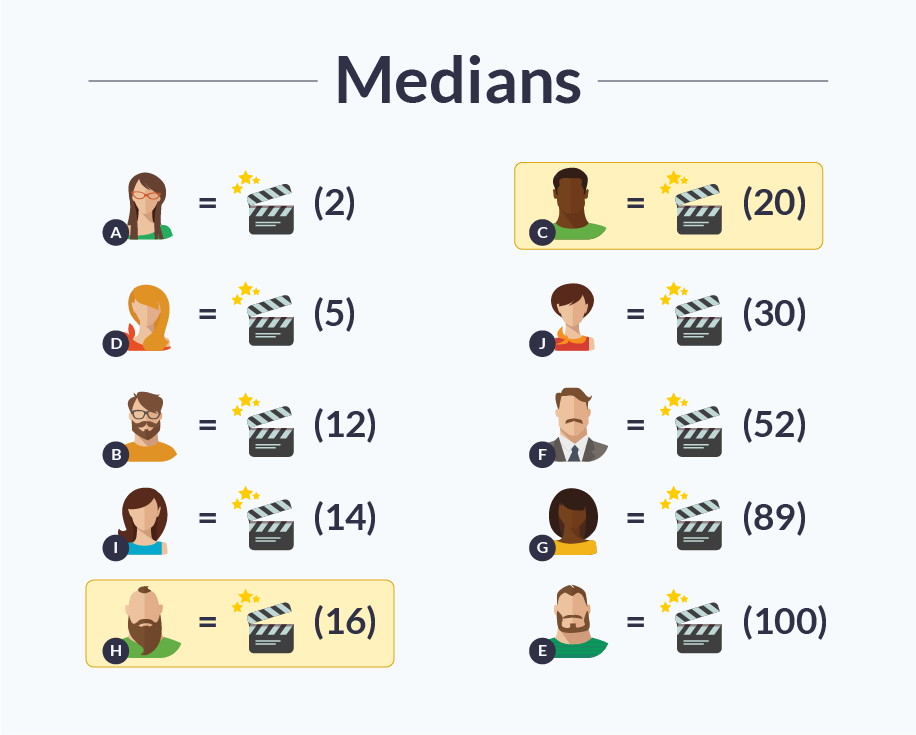 Medians
A = (2)
D = (5)
B = (12)
I = (14)
H = (16)
C = (20)
J = (30)
F = (52)
G = (89)
E = (100)